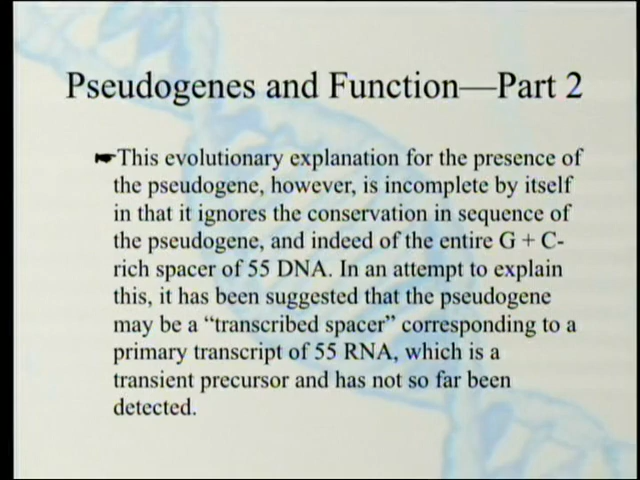 Pseudogenes and Function—Part 2
☛This evolutionary explanation for the presence of
the pseudogene, however, is incomplete by itself
in that it ignores the conservation in sequence of
the pseudogene, and indeed of the entire G + C-
rich spacer of 55 DNA. In an attempt to explain
this, it has been suggested that the pseudogene
may be a “transcribed spacer” corresponding to a
primary transcript of 55 RNA, which is a
transient precursor and has not so far been
detected.